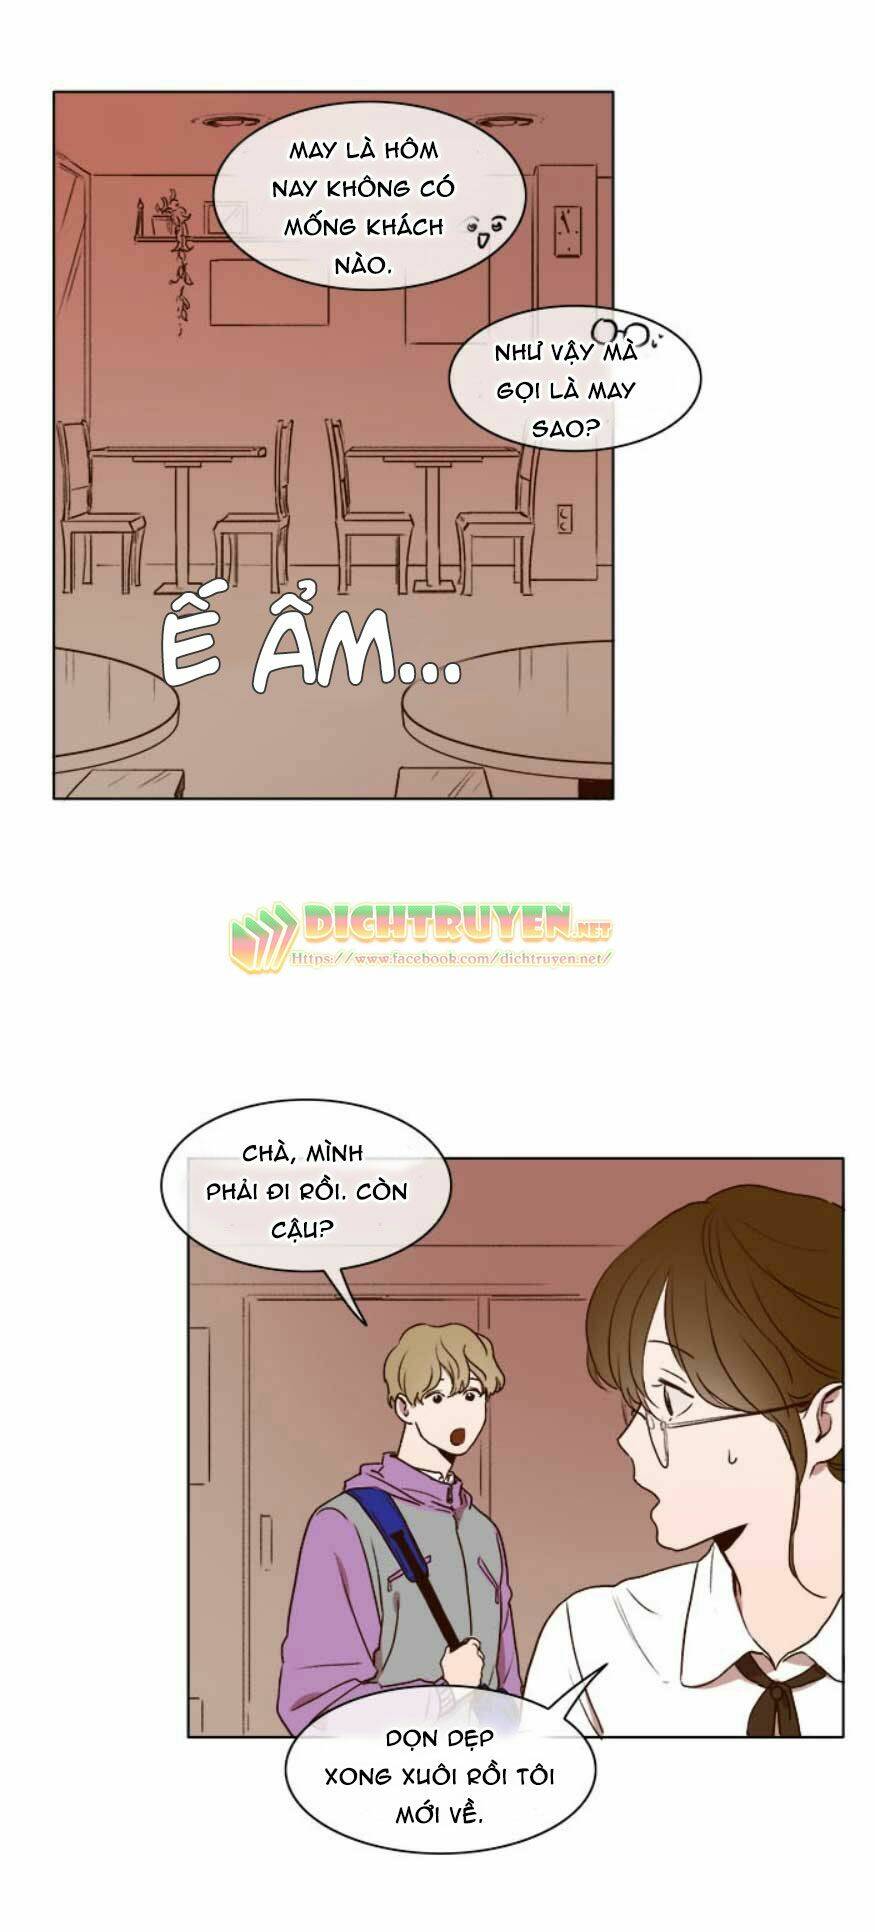 MAY LÀ HÔM
NAY KHÔNG CÓ
MỐNG KHÁCH
NÀO.
NHƯ VẬY MÀ
GỌI LÀ MAY
SAO?
Ế ẨM...
DICHTRUYEN.NET
Https://www.facebook.com/dichtruyen.net/
CHÀ, MÌNH
PHẢI ĐI RỒI. CÒN
CẬU?
DỌN DẸP
XONG XUÔI RỒI TÔI
MỚI VỀ.